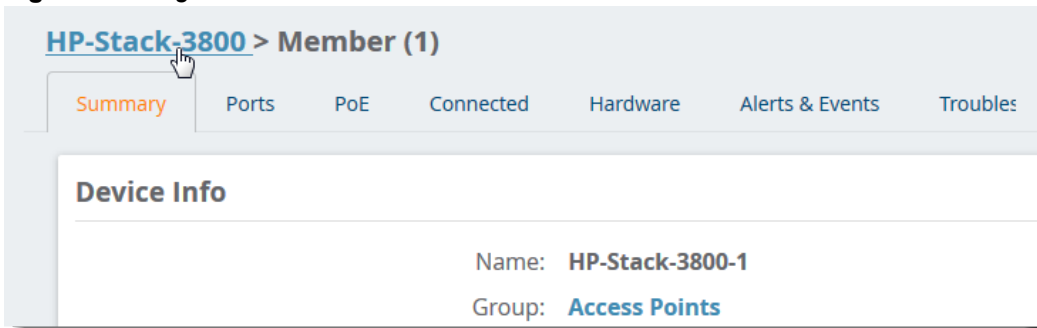 HP-Stack-3800 > Member (1)
Summary Ports PoE Connected Hardware Alerts & Events
Device Info
Name: HP-Stack-3800-1
Group: Access Points